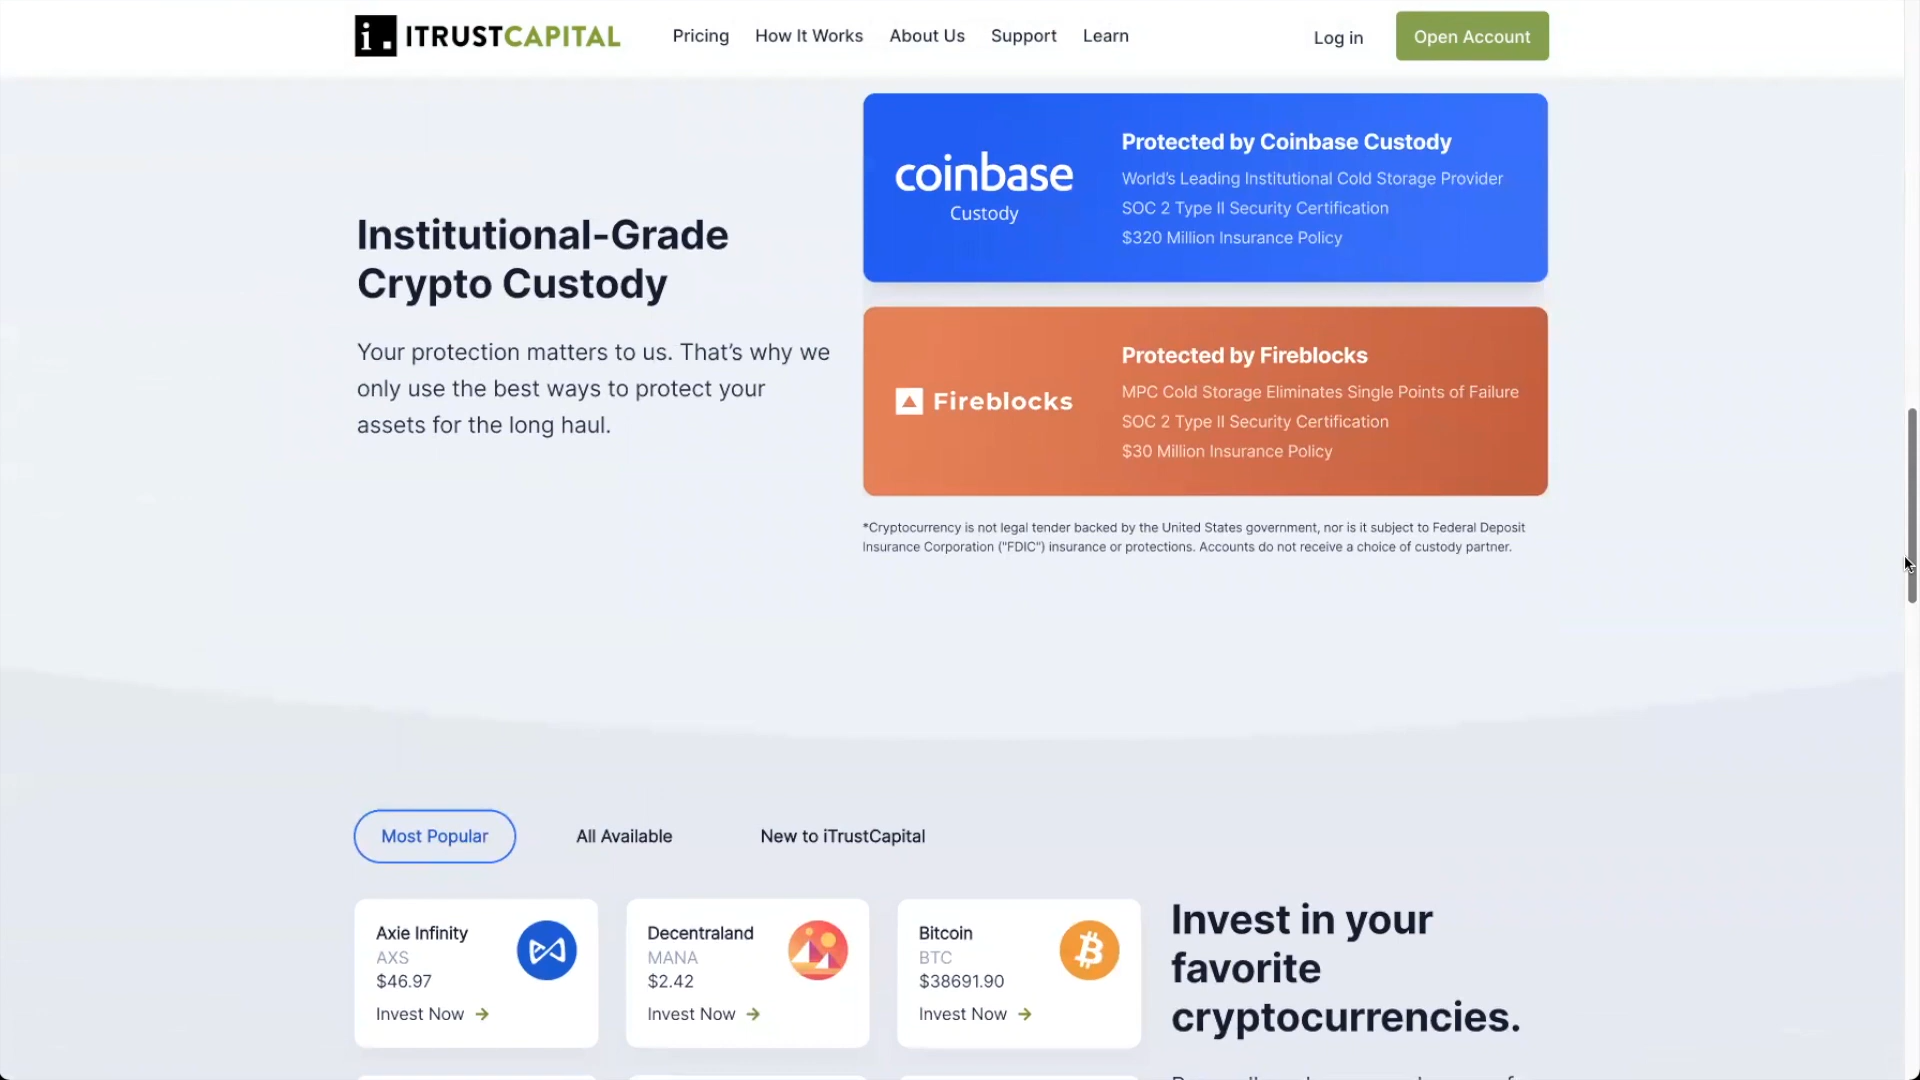 i. ITRUSTCAPITAL
Pricing
How It Works
About Us
Support
Learn
Log in
Open Account
Institutional-Grade
Crypto Custody
Your protection matters to us. That’s why we
only use the best ways to protect your
assets for the long haul.
coinbase
Custody
Protected by Coinbase Custody
World’s Leading Institutional Cold Storage Provider
SOC 2 Type II Security Certification
$320 Million Insurance Policy
Fireblocks
Protected by Fireblocks
MPC Cold Storage Eliminates Single Points of Failure
SOC 2 Type II Security Certification
$30 Million Insurance Policy
*Cryptocurrency is not legal tender backed by the United States government, nor is it subject to Federal Deposit
Insurance Corporation ("FDIC") insurance or protections. Accounts do not receive a choice of custody partner.
Most Popular
All Available
New to iTrustCapital
Axie Infinity
AXS
$46.97
Invest Now
Decentraland
MANA
$2.42
Invest Now
Bitcoin
BTC
$38691.90
Invest Now
Invest in your
favorite
cryptocurrencies.